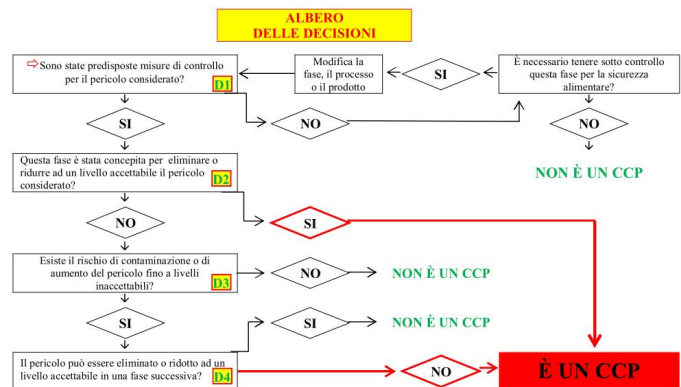 ALBERO
DELLE DECISIONI
⇨Sono state predisposte misure di controllo
per il pericolo considerato?
D1
Modifica la
fase, il processo
o il prodotto
SI
È necessario tenere sotto controllo
questa fase per la sicurezza
alimentare?
SI
NO
NO
NON È UN CCP
Questa fase è stata concepita per eliminare o
ridurre ad un livello accettabile il pericolo
considerato?
D2
NO
SI
Esiste il rischio di contaminazione o di
aumento del pericolo fino a livelli
inaccettabili?
D3
NO
NON È UN CCP
SI
SI
NON È UN CCP
Il pericolo può essere eliminato o ridotto ad un
livello accettabile in una fase successiva?
D4
NO
È UN CCP